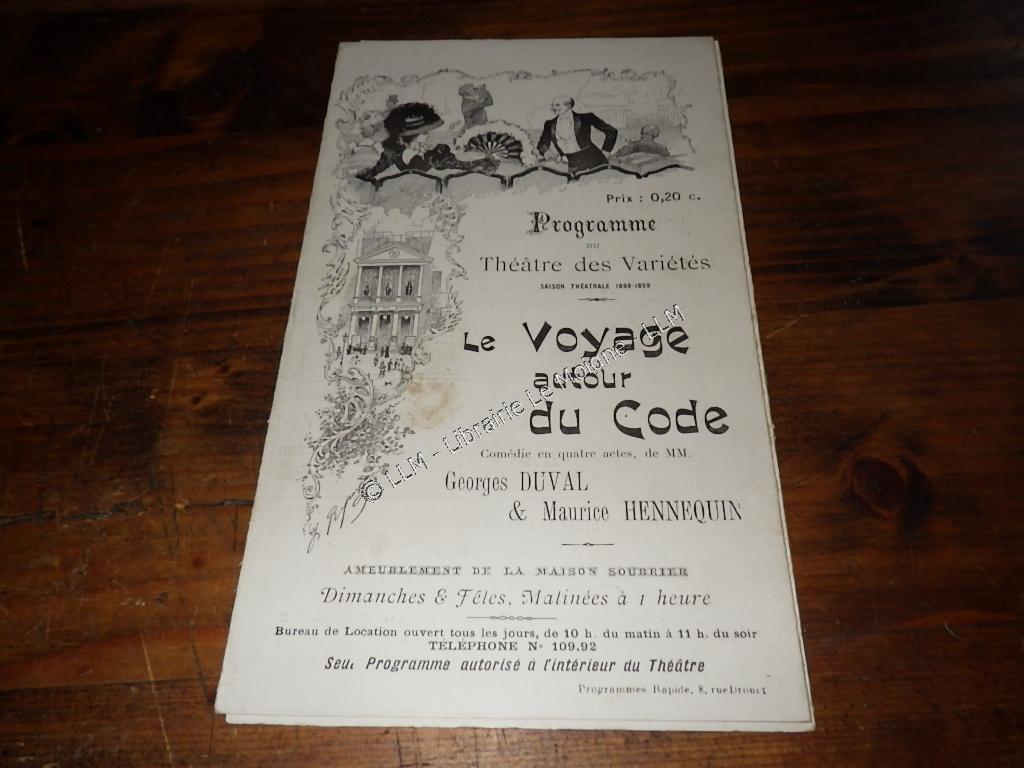 Prix : 0,20 c.
Programme
DU
Théâtre des Variétés
SAISON THÉATRALE 1898-1899
Le Voyage
autour
du Code
Comédie en quatre actes, de MM.
Georges DUVAL
& Maurice HENNEQUIN
AMEUBLEMENT DE LA MAISON SOUBRIER
Dimanches & Fêtes, Matinées à 1 heure
Bureau de Location ouvert tous les jours, de 10 h. du matin à 11 h. du soir
TÉLÉPHONE No 109.92
Seul Programme autorisé à l'intérieur du Théâtre
Programmes Rapide, 8, rue Drouot
© LLM - Librairie Le Moine - LLM